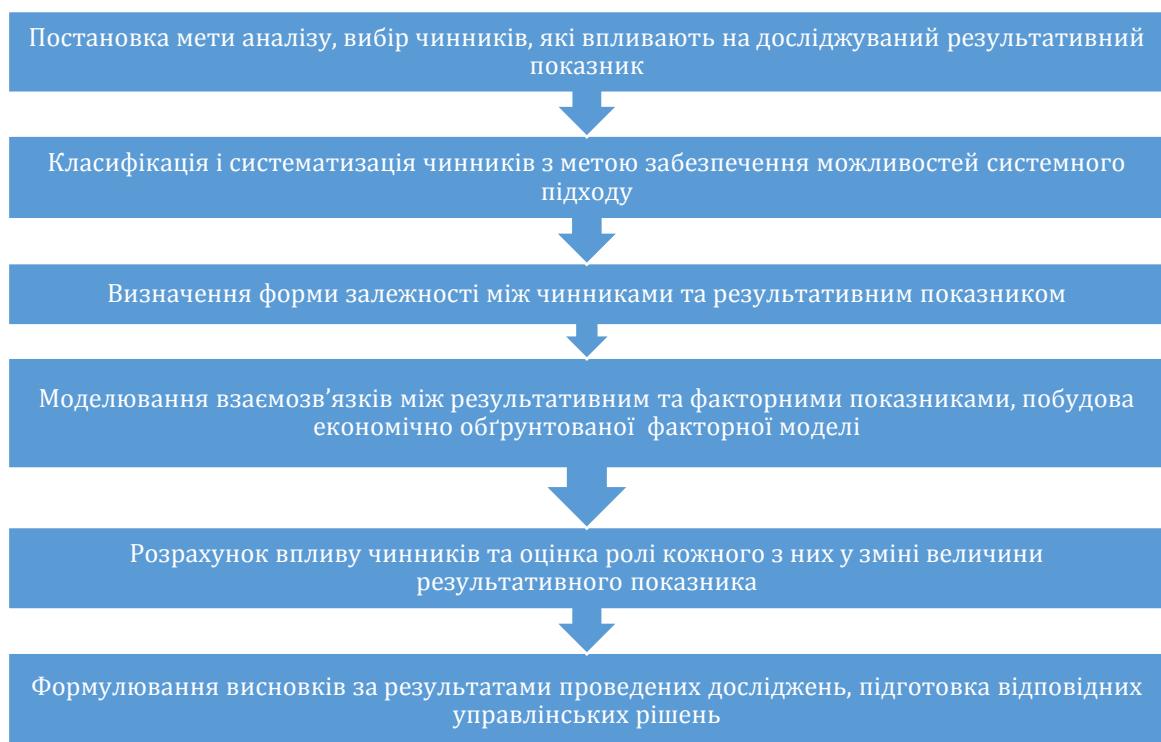 Постановка мети аналізу, вибір чинників, які впливають на досліджуваний результативний
показник
Класифікація і систематизація чинників з метою забезпечення можливостей системного
підходу
Визначення форми залежності між чинниками та результативним показником
Моделювання взаємозв’язків між результативним та факторними показниками, побудова
економічно обґрунтованої факторної моделі
Розрахунок впливу чинників та оцінка ролі кожного з них у зміні величини
результативного показника
Формулювання висновків за результатами проведених досліджень, підготовка відповідних
управлінських рішень